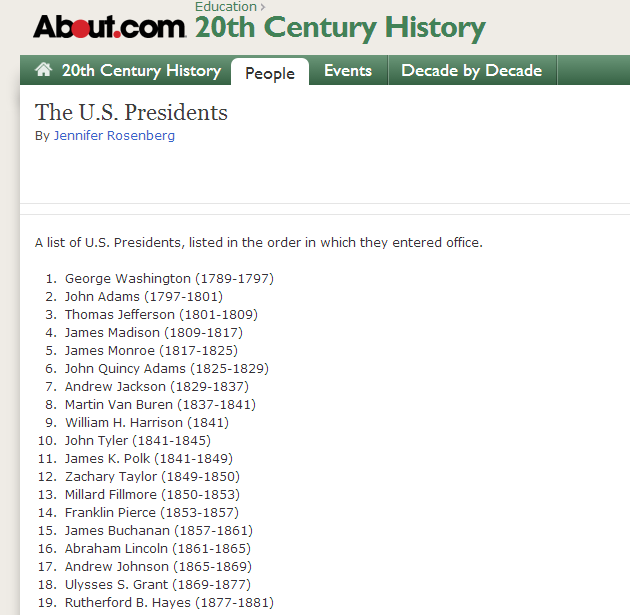 Education >
About.com 20th Century History
20th Century History People Events Decade by Decade
The U.S. Presidents
By Jennifer Rosenberg
A list of U.S. Presidents, listed in the order in which they entered office.
1. George Washington (1789-1797)
2. John Adams (1797-1801)
3. Thomas Jefferson (1801-1809)
4. James Madison (1809-1817)
5. James Monroe (1817-1825)
6. John Quincy Adams (1825-1829)
7. Andrew Jackson (1829-1837)
8. Martin Van Buren (1837-1841)
9. William H. Harrison (1841)
10. John Tyler (1841-1845)
11. James K. Polk (1841-1849)
12. Zachary Taylor (1849-1850)
13. Millard Fillmore (1850-1853)
14. Franklin Pierce (1853-1857)
15. James Buchanan (1857-1861)
16. Abraham Lincoln (1861-1865)
17. Andrew Johnson (1865-1869)
18. Ulysses S. Grant (1869-1877)
19. Rutherford B. Hayes (1877-1881)